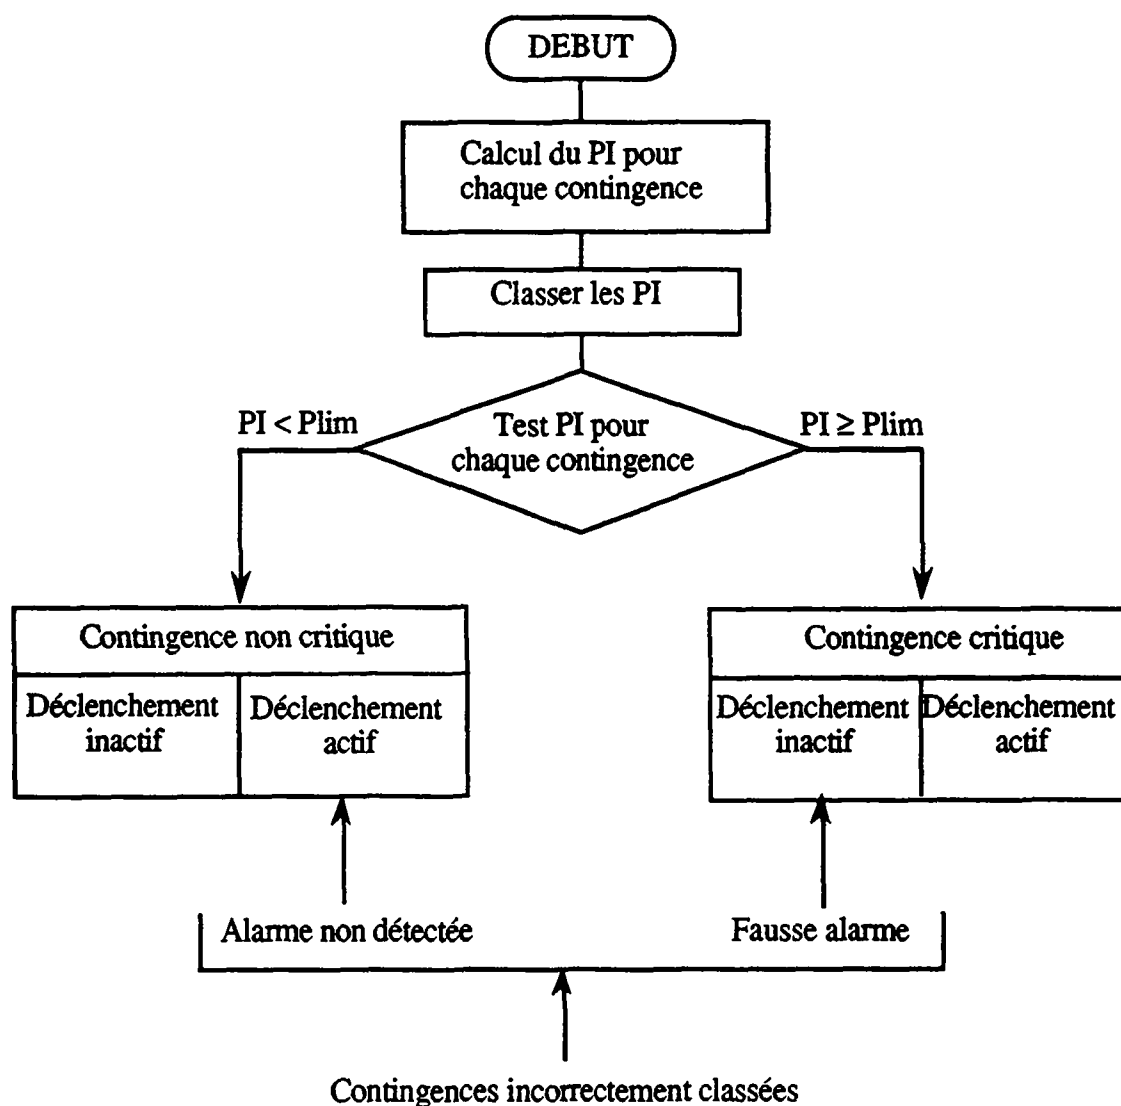 DEBUT
Calcul du PI pour
chaque contingence
Classer les PI
PI < Plim
Test PI pour
chaque contingence
PI ≥ Plim
Contingence non critique
Déclenchement
inactif
Déclenchement
actif
Contingence critique
Déclenchement
inactif
Déclenchement
actif
Alarme non détectée
Fausse alarme
Contingences incorrectement classées